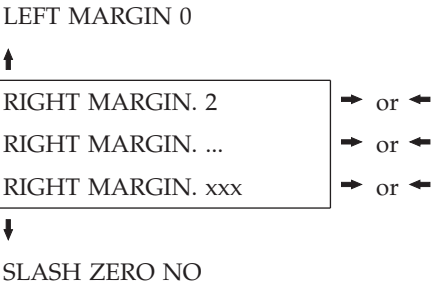 LEFT MARGIN 0
RIGHT MARGIN. 2 or
RIGHT MARGIN. ... or
RIGHT MARGIN. xxx or
SLASH ZERO NO